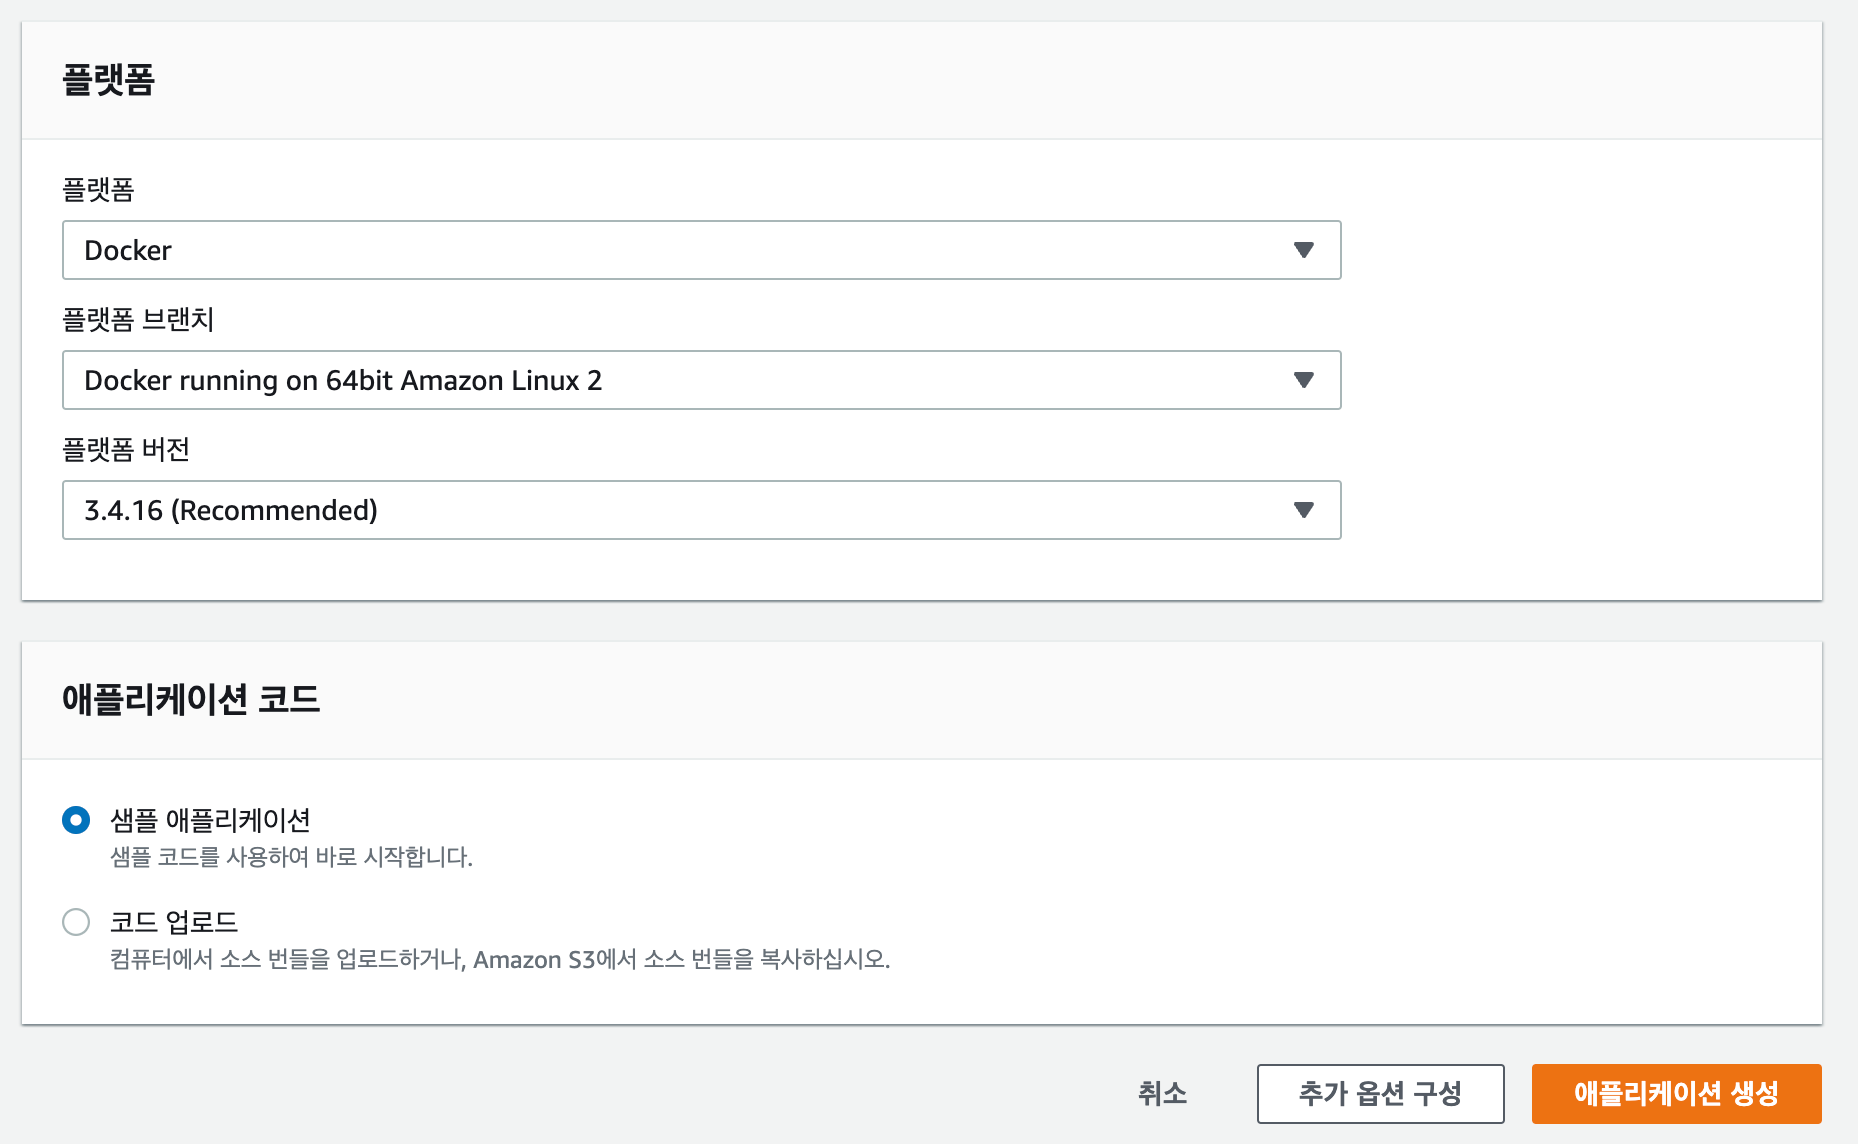 플랫폼
플랫폼
Docker
플랫폼 브랜치
Docker running on 64bit Amazon Linux 2
플랫폼 버전
3.4.16 (Recommended)
애플리케이션 코드
샘플 애플리케이션
샘플 코드를 사용하여 바로 시작합니다.
코드 업로드
컴퓨터에서 소스 번들을 업로드하거나, Amazon S3에서 소스 번들을 복사하십시오.
취소
추가 옵션 구성
애플리케이션 생성